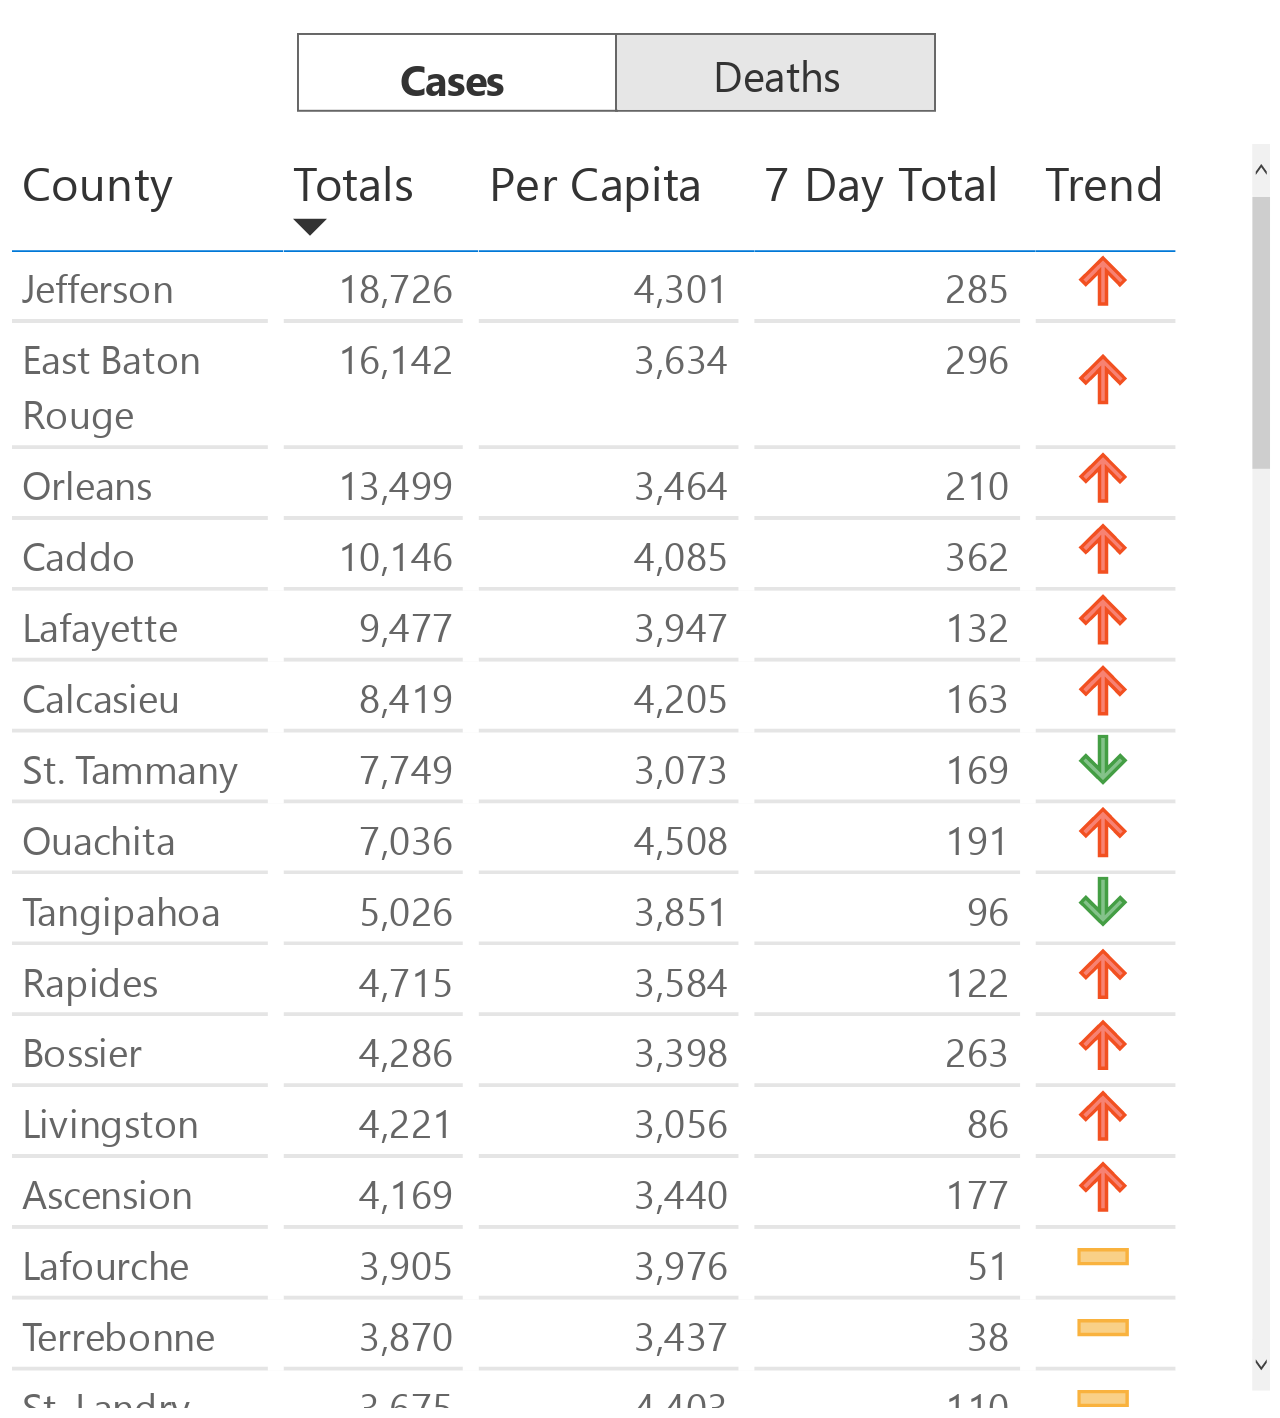 Cases Deaths
County Totals Per Capita 7 Day Total Trend
Jefferson 18,726 4,301 285
East Baton 16,142 3,634 296
Rouge
Orleans 13,499 3,464 210
Caddo 10,146 4,085 362
Lafayette 9,477 3,947 132
Calcasieu 8,419 4,205 163
St. Tammany 7,749 3,073 169
Ouachita 7,036 4,508 191
Tangipahoa 5,026 3,851 96
Rapides 4,715 3,584 122
Bossier 4,286 3,398 263
Livingston 4,221 3,056 86
Ascension 4,169 3,440 177
Lafourche 3,905 3,976 51
Terrebonne 3,870 3,437 38
St. Landry 3,675 4,403 110